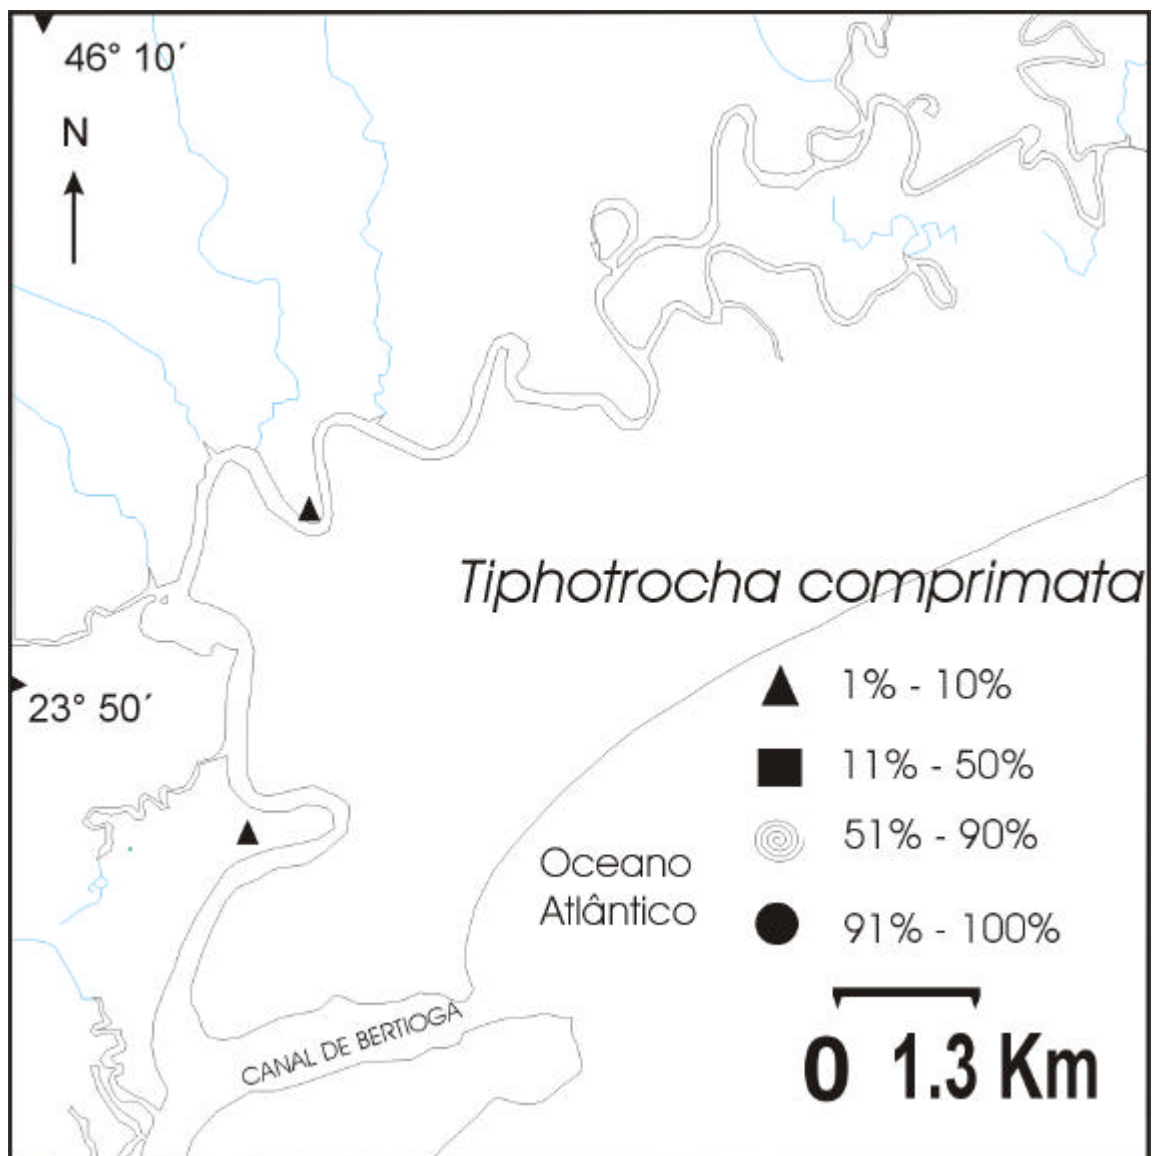 46° 10´
N
Tiphotrocha comprimata
23° 50´
1% - 10%
11% - 50%
51% - 90%
91% - 100%
Oceano
Atlântico
CANAL DE BERTIOGA
0 1.3 Km